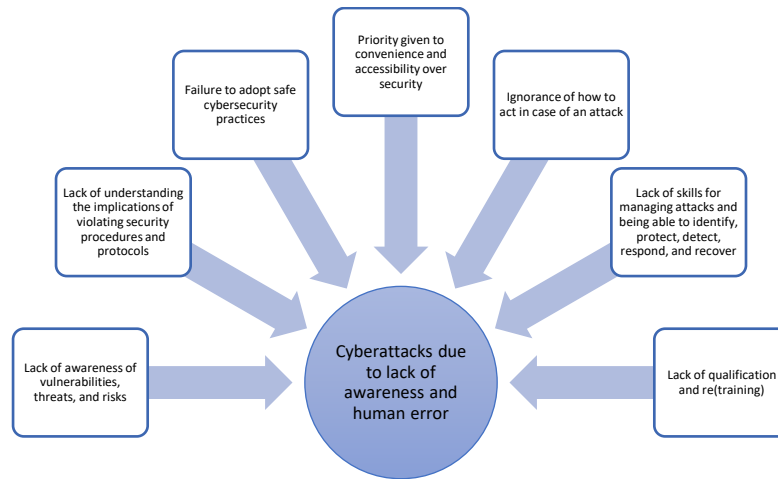 Priority given to
convenience and
accessibility over
security
Failure to adopt safe
cybersecurity
practices
Ignorance of how to
act in case of an attack
Lack of understanding
the implications of
violating security
procedures and
protocols
Lack of skills for
managing attacks and
being able to identify,
protect, detect,
respond, and recover
Lack of awareness of
vulnerabilities,
threats, and risks
Cyberattacks due
to lack of
awareness and
human error
Lack of qualification
and re(training)